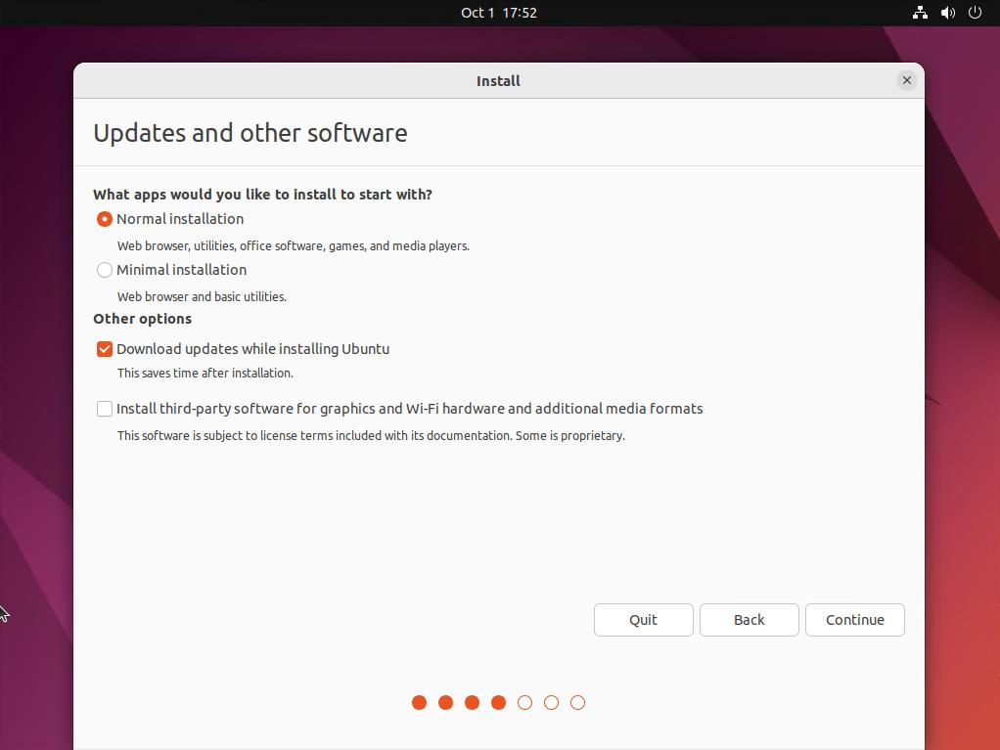 Oct 1 17:52
Install
Updates and other software
What apps would you like to install to start with?
Normal installation
Web browser, utilities, office software, games, and media players.
Minimal installation
Web browser and basic utilities.
Other options
Download updates while installing Ubuntu
This saves time after installation.
Install third-party software for graphics and Wi-Fi hardware and additional media formats
This software is subject to license terms included with its documentation. Some is proprietary.
Quit Back Continue